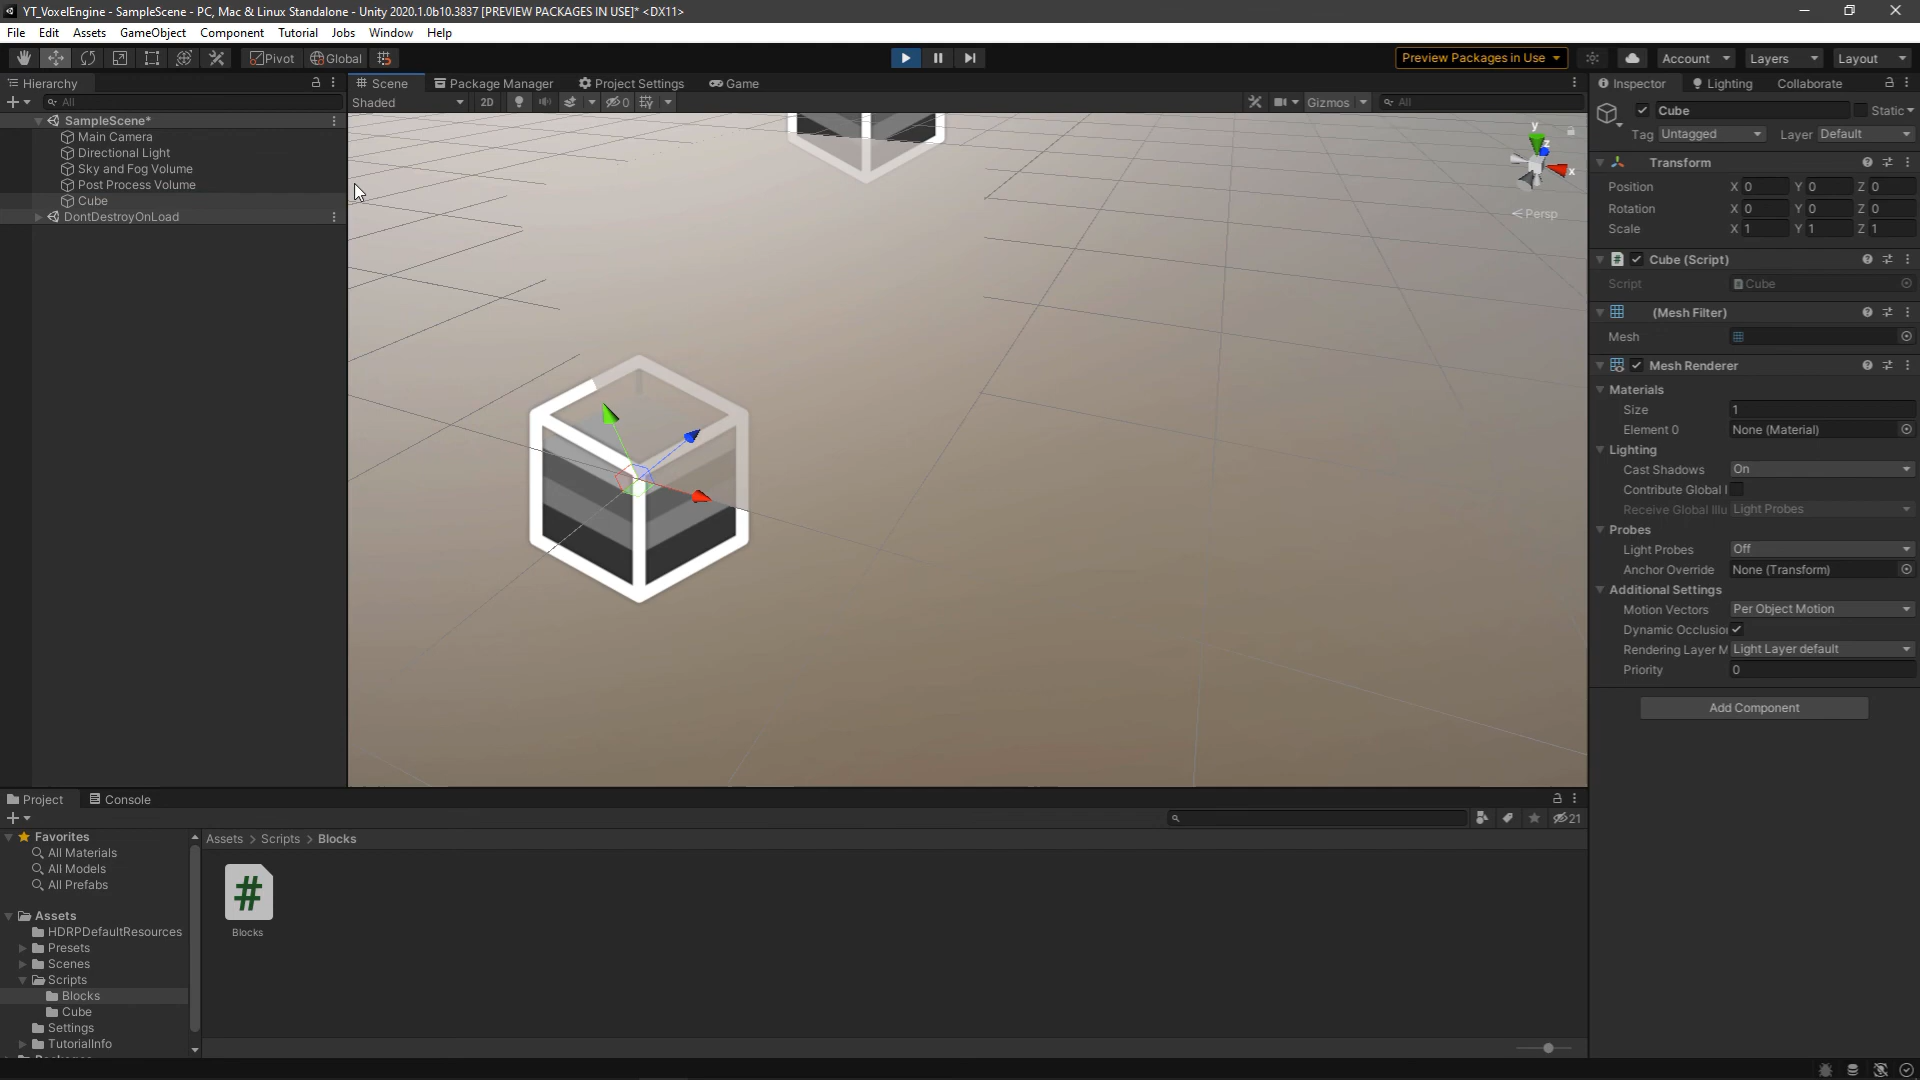 YT_VoxelEngine - SampleScene - PC, Mac & Linux Standalone - Unity 2020.1.0b10.3837 [PREVIEW PACKAGES IN USE]* <DX11>
File Edit Assets GameObject Component Tutorial Jobs Window Help
Pivot Global Preview Packages in Use Account Layers Layout
Hierarchy Scene Package Manager Project Settings Game Inspector Lighting Collaborate
All Shaded 2D 0 Gizmos All
SampleScene*
Main Camera
Directional Light
Sky and Fog Volume
Post Process Volume
Cube
DontDestroyOnLoad
y
z
x
Persp
Cube Static
Tag Untagged Layer Default
Transform
Position X 0 Y 0 Z 0
Rotation X 0 Y 0 Z 0
Scale X 1 Y 1 Z 1
# Cube (Script)
Script Cube
(Mesh Filter)
Mesh
Mesh Renderer
Materials
Size 1
Element 0 None (Material)
Lighting
Cast Shadows On
Contribute Global I
Receive Global Illu Light Probes
Probes
Light Probes Off
Anchor Override None (Transform)
Additional Settings
Motion Vectors Per Object Motion
Dynamic Occlusio
Rendering Layer M Light Layer default
Priority 0
Add Component
Project Console
21
Favorites
All Materials
All Models
All Prefabs
Assets
HDRPDefaultResources
Presets
Scenes
Scripts
Blocks
Cube
Settings
TutorialInfo
Assets > Scripts > Blocks
#
Blocks